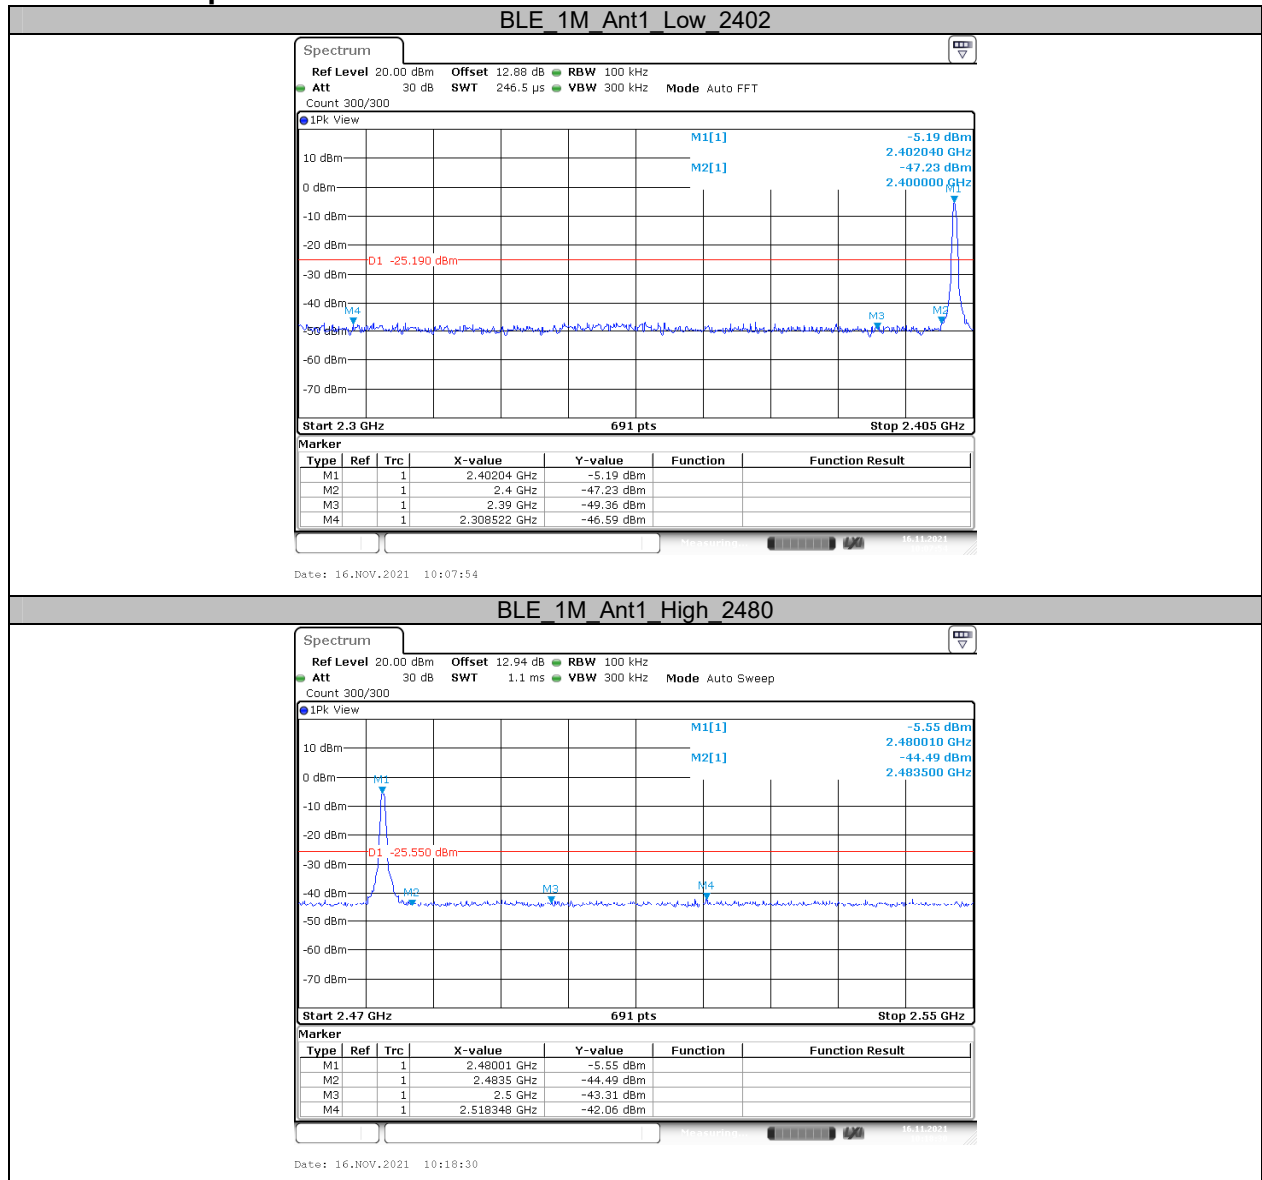 BLE_1M_Ant1_Low_2402
Spectrum
Ref Level 20.00 dBm Offset 12.88 dB RBW 100 kHz
Att 30 dB SWT 246.5 µs VBW 300 kHz Mode Auto FFT
Count 300/300
1Pk View
M1[1] -5.19 dBm
2.402040 GHz
M2[1] -47.23 dBm
2.400000 GHz
10 dBm
0 dBm
M1
-10 dBm
-20 dBm
D1 -25.190 dBm
-30 dBm
-40 dBm
M4 M3 M2
-50 dBm
-60 dBm
-70 dBm
Start 2.3 GHz 691 pts Stop 2.405 GHz
Marker
Type Ref Trc X-value Y-value Function Function Result
M1 1 2.40204 GHz -5.19 dBm
M2 1 2.4 GHz -47.23 dBm
M3 1 2.39 GHz -49.36 dBm
M4 1 2.308522 GHz -46.59 dBm
Measuring... 16.11.2021
Date: 16.NOV.2021 10:07:54
BLE_1M_Ant1_High_2480
Spectrum
Ref Level 20.00 dBm Offset 12.94 dB RBW 100 kHz
Att 30 dB SWT 1.1 ms VBW 300 kHz Mode Auto Sweep
Count 300/300
1Pk View
M1[1] -5.55 dBm
2.480010 GHz
M2[1] -44.49 dBm
2.483500 GHz
10 dBm
0 dBm
M1
-10 dBm
-20 dBm
D1 -25.550 dBm
-30 dBm
-40 dBm
M2 M3 M4
-50 dBm
-60 dBm
-70 dBm
Start 2.47 GHz 691 pts Stop 2.55 GHz
Marker
Type Ref Trc X-value Y-value Function Function Result
M1 1 2.48001 GHz -5.55 dBm
M2 1 2.4835 GHz -44.49 dBm
M3 1 2.5 GHz -43.31 dBm
M4 1 2.518348 GHz -42.06 dBm
Measuring... 16.11.2021
Date: 16.NOV.2021 10:18:30